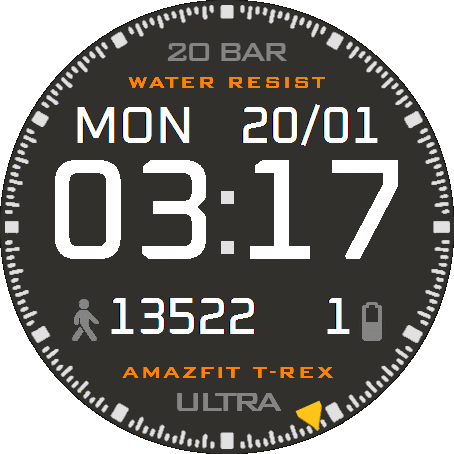 20 BAR
WATER RESIST
MON 20/01
03:17
13522 1
AMAZFIT T-REX
ULTRA